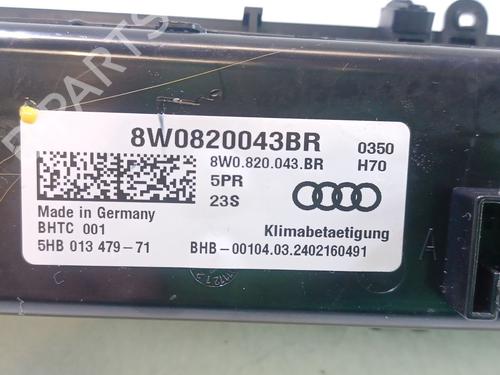 8W0820043BR
0350
8W0.820.043.BR
H70
5PR
23S
Made in Germany
BHTC 001
Klimabetaetigung
5HB 013 479-71
BHB-00104.03.2402160491
A
B-PARTS